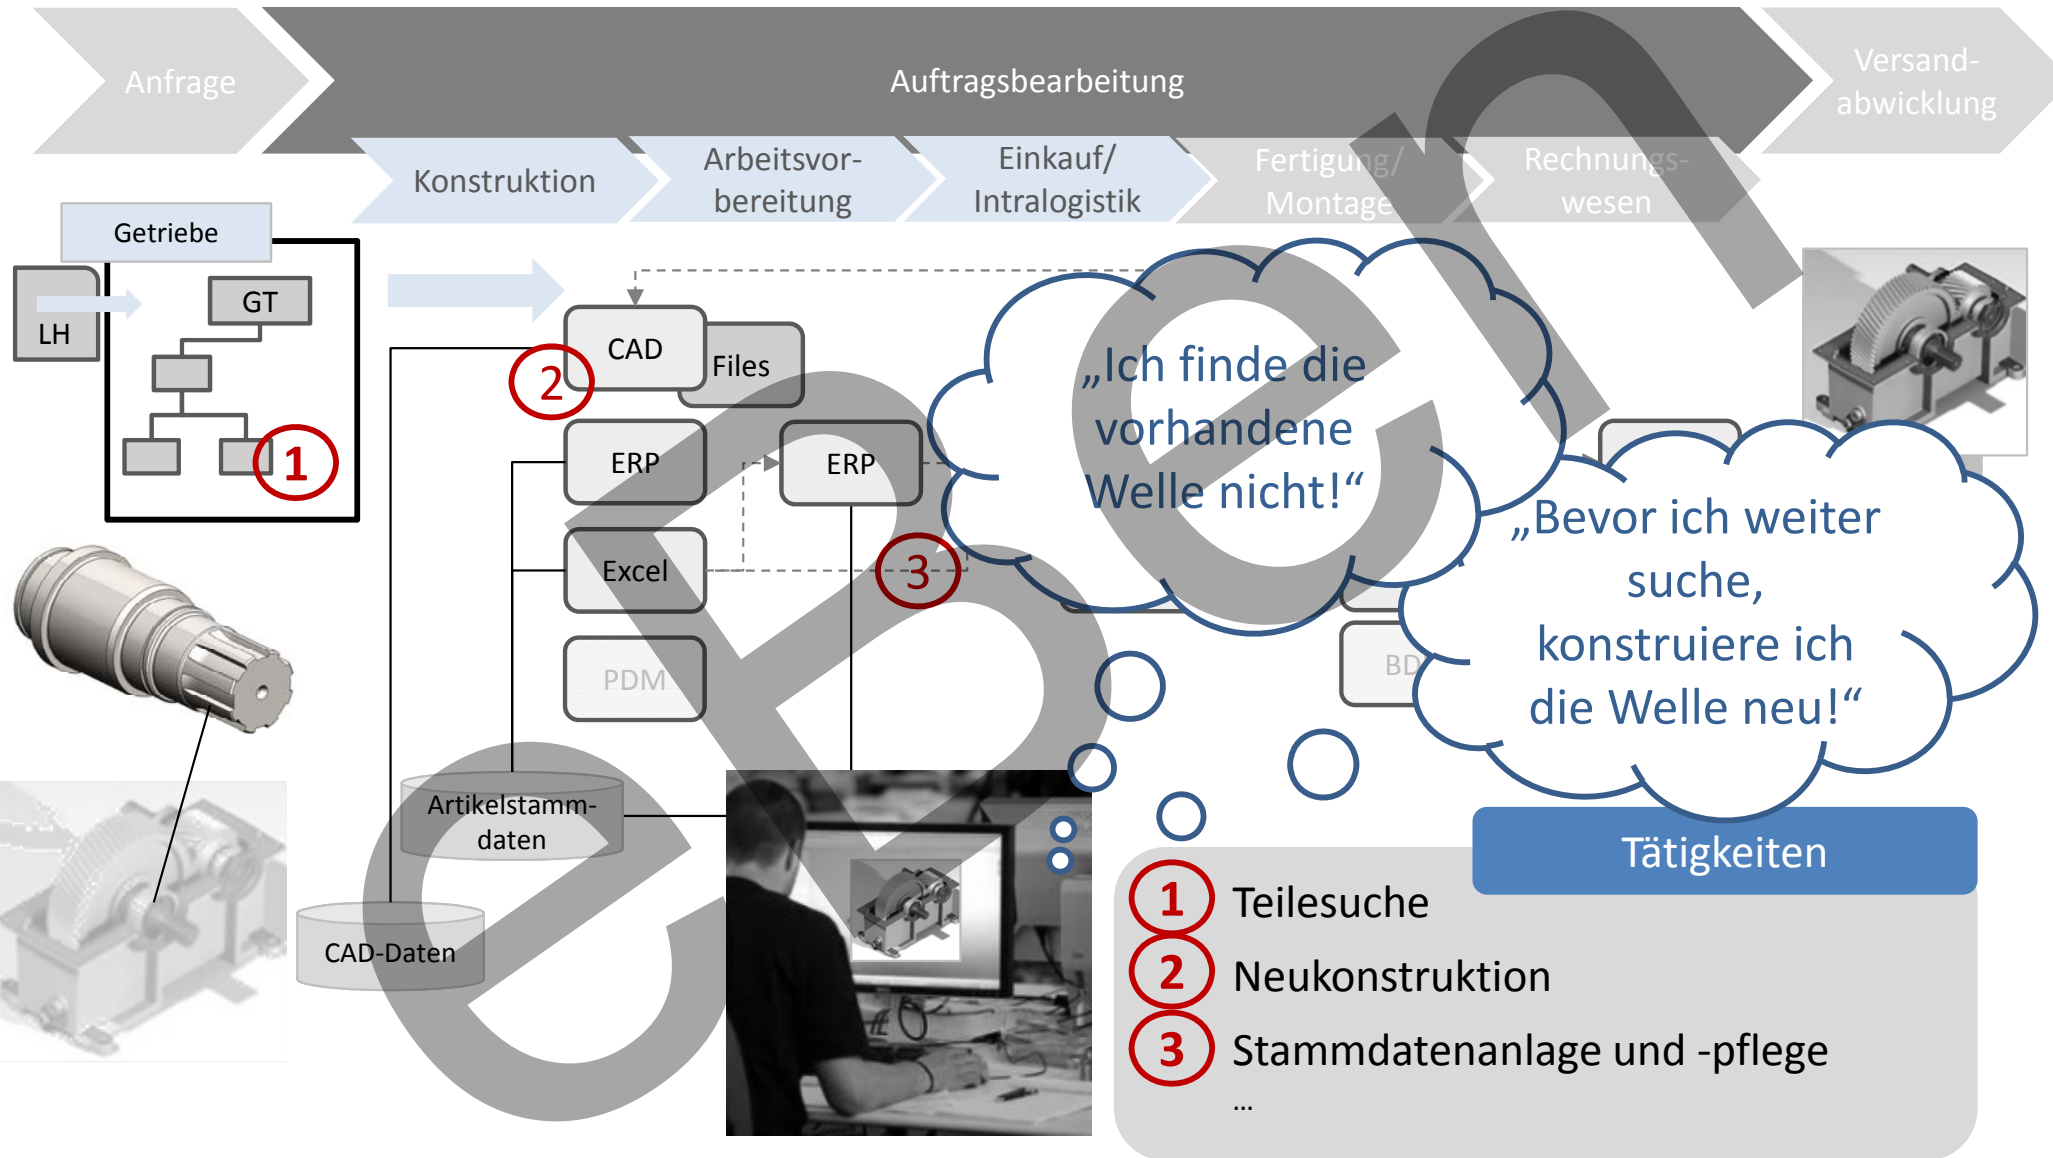 Anfrage
Auftragsbearbeitung
Versand-
abwicklung
Konstruktion
Arbeitsvor-
bereitung
Einkauf/
Intralogistik
Fertigung/
Montage
Rechnungs-
wesen
Getriebe
LH
GT
1
CAD
Files
2
ERP
ERP
Excel
3
PDM
„Ich finde die
vorhandene
Welle nicht!“
„Bevor ich weiter
suche,
konstruiere ich
die Welle neu!“
BD
Artikelstamm-
daten
CAD-Daten
Tätigkeiten
1 Teilesuche
2 Neukonstruktion
3 Stammdatenanlage und -pflege
...
eBEn